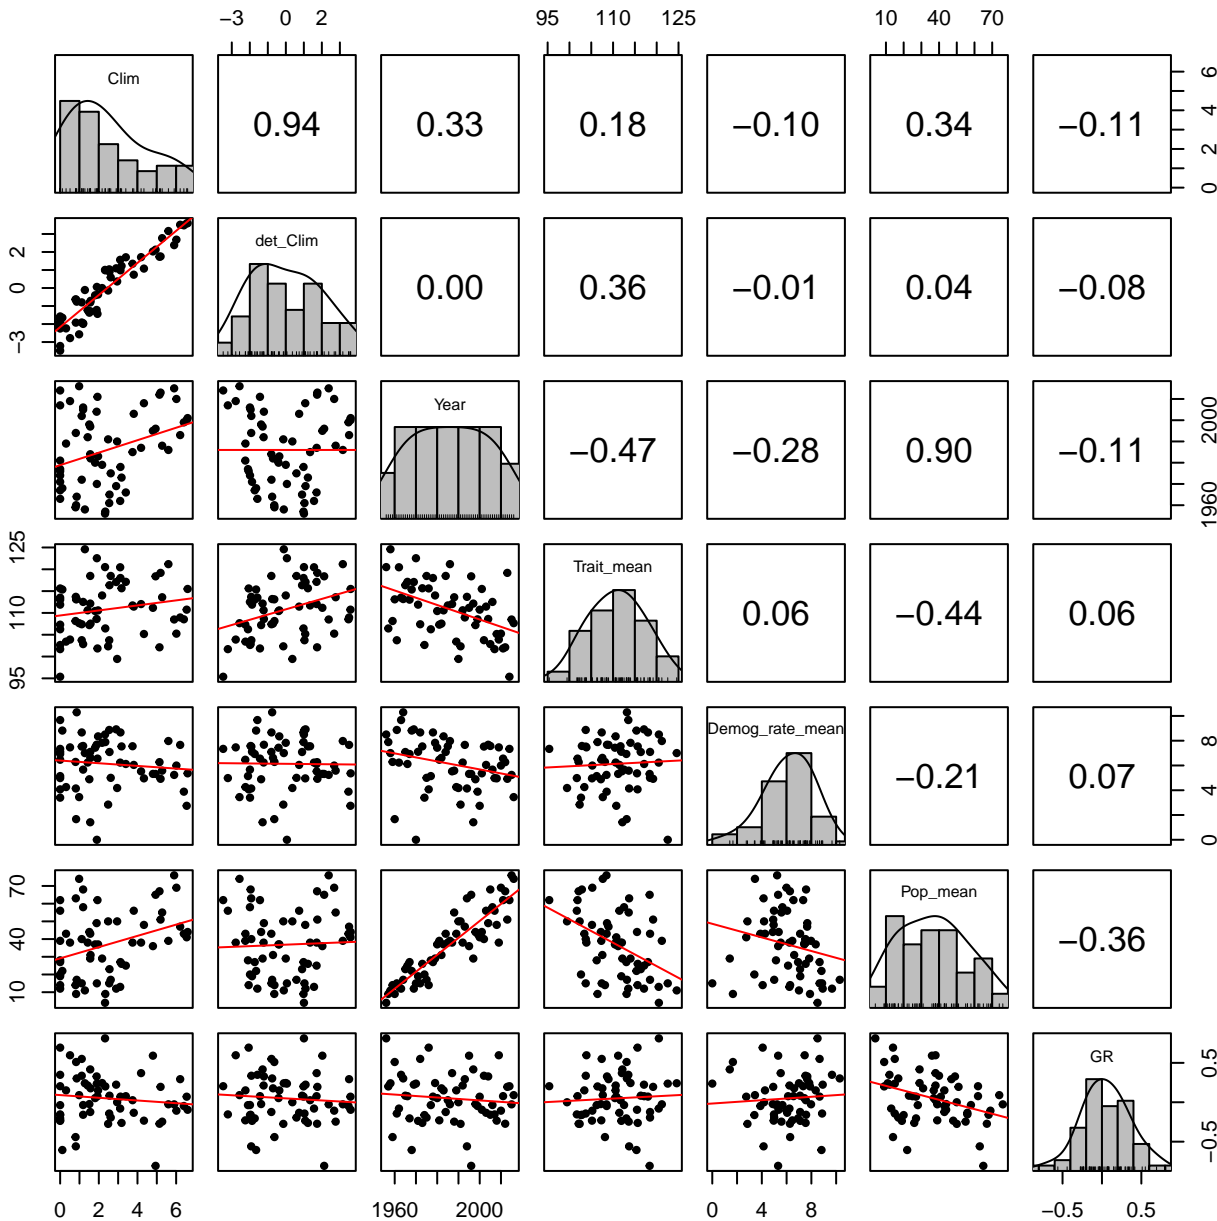 −3 0 2 95 110 125 10 40 70
Clim 0.94 0.33 0.18 −0.10 0.34 −0.11 0 2 4 6
−3 0 2 det_Clim 0.00 0.36 −0.01 0.04 −0.08
Year −0.47 −0.28 0.90 −0.11 1960 2000
95 110 125 Trait_mean 0.06 −0.44 0.06
Demog_rate_mean −0.21 0.07 0 4 8
10 40 70 Pop_mean −0.36
GR −0.5 0.5
0 2 4 6 1960 2000 0 4 8 −0.5 0.5